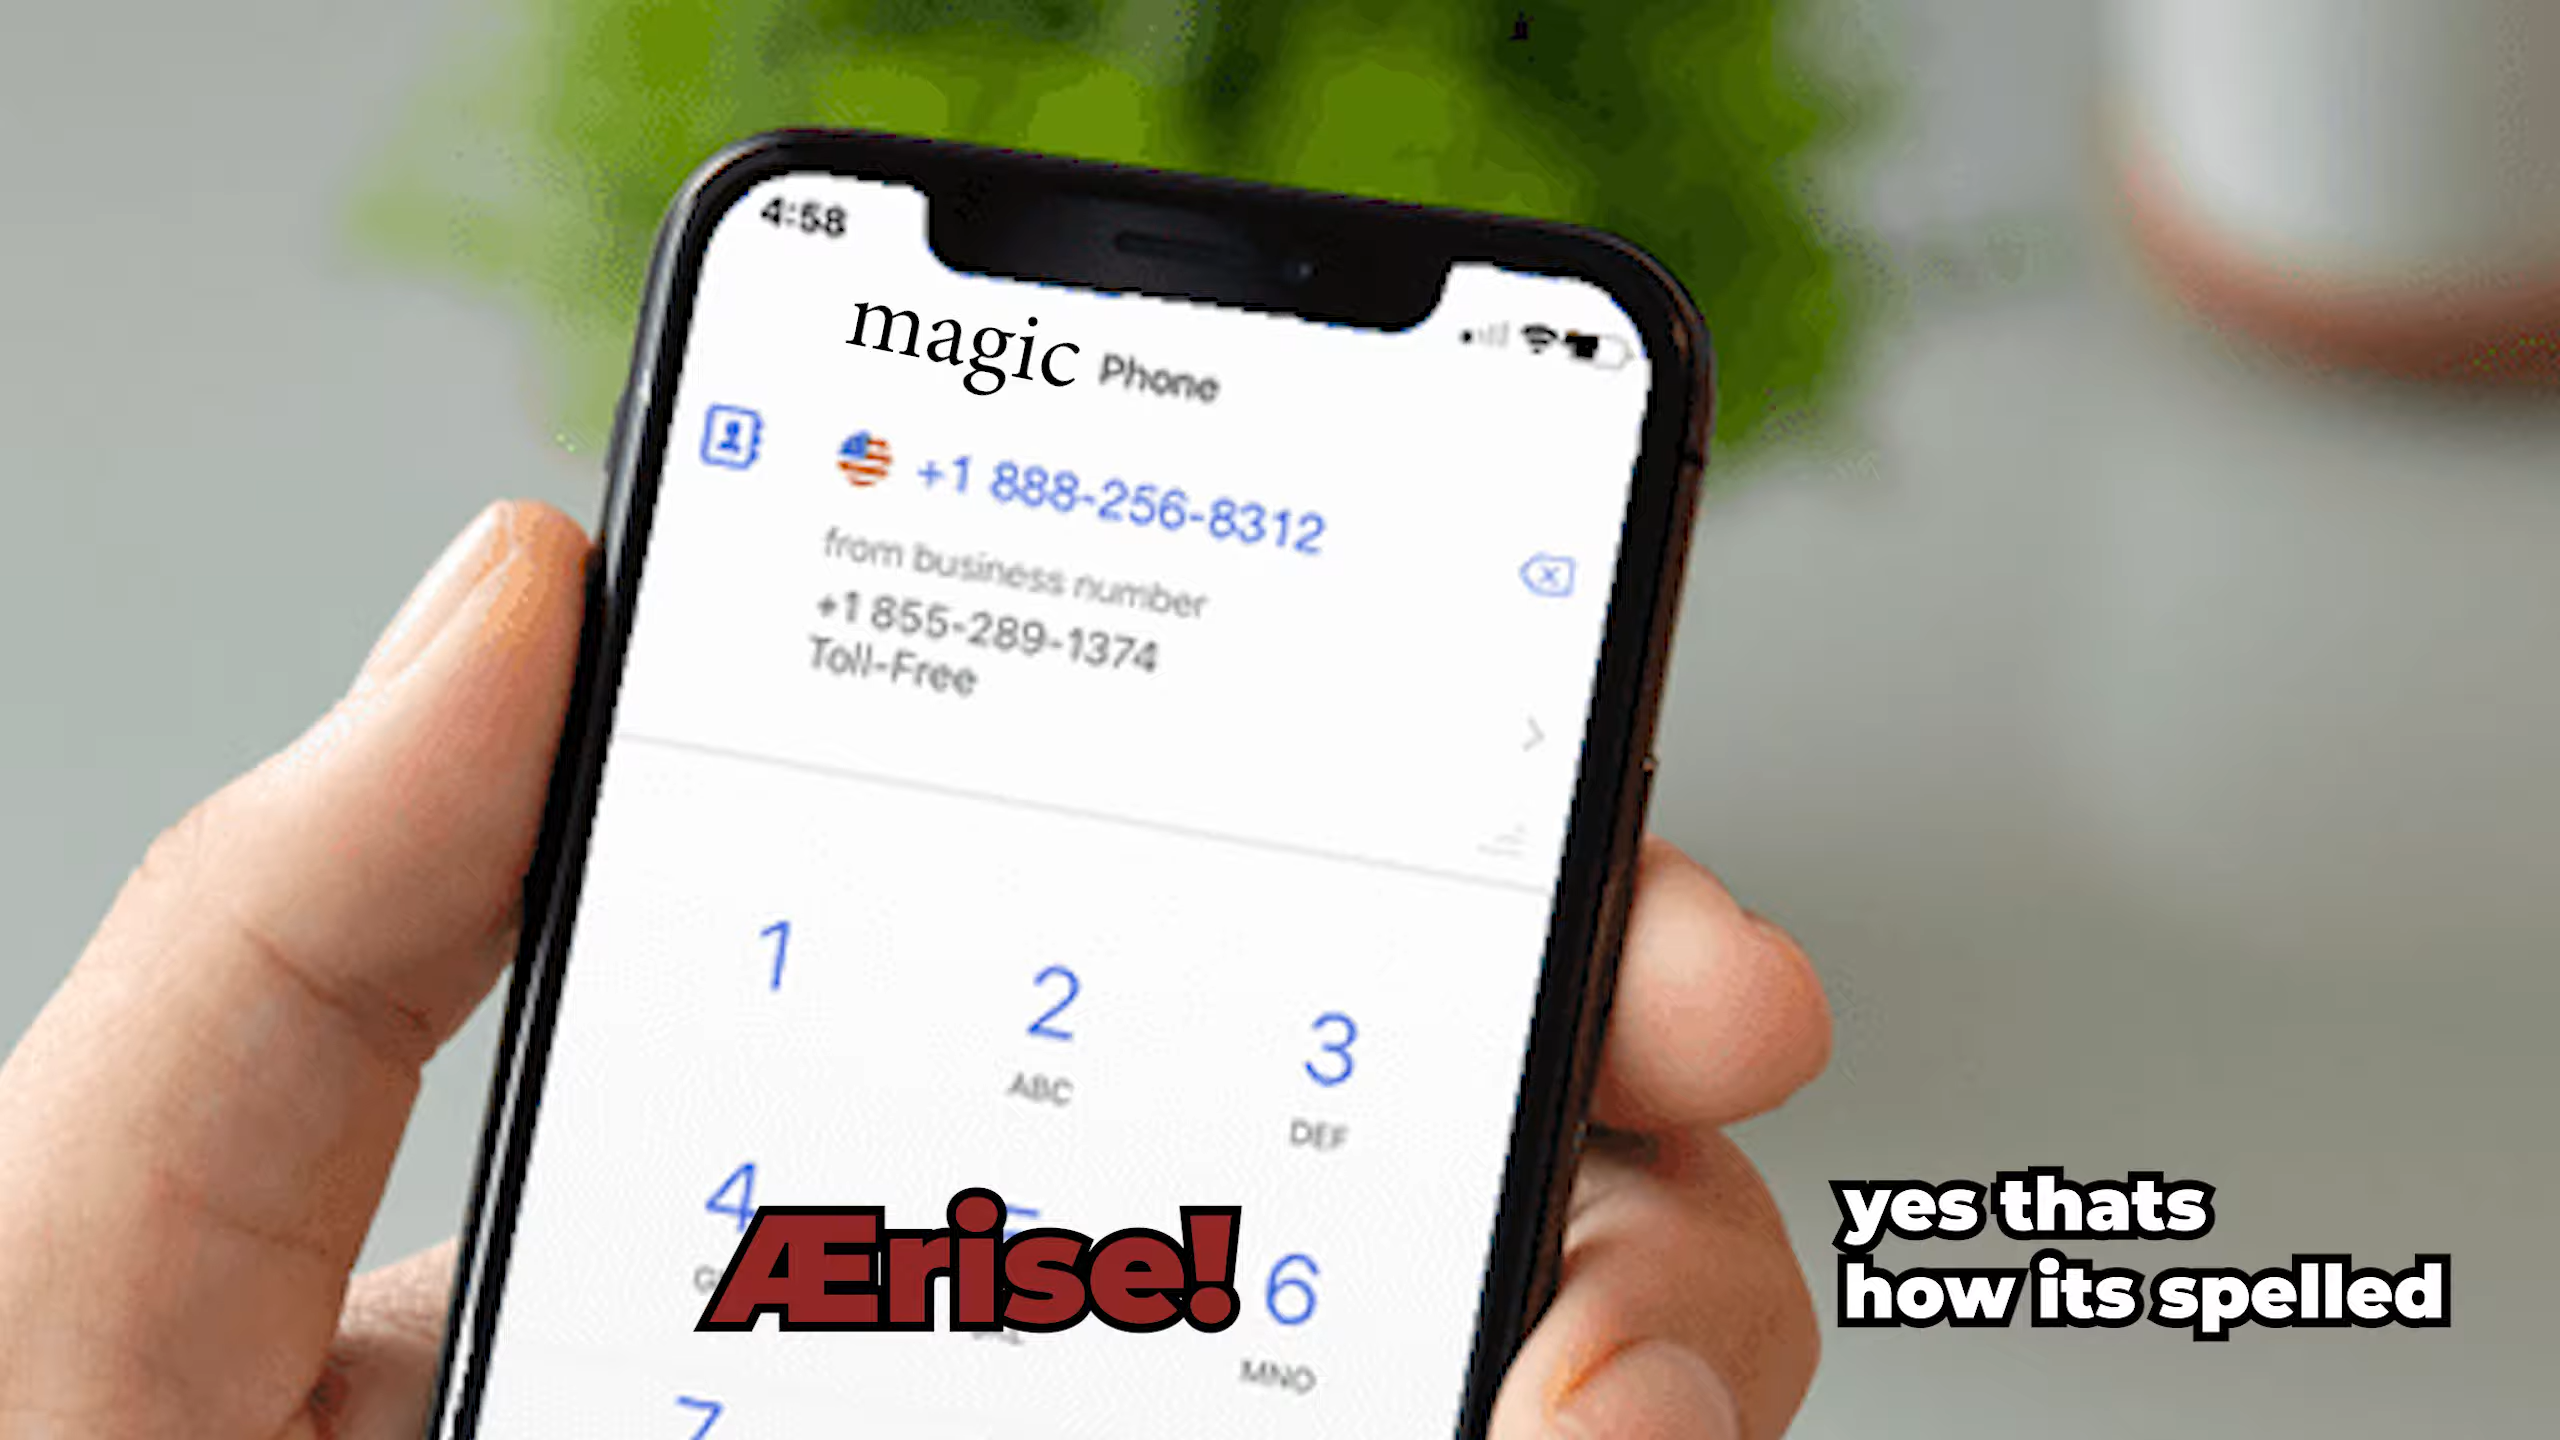 4:58
magic Phone
+1 888-256-8312
from business number
+1 855-289-1374
Toll-Free
1
2
ABC
3
DEF
4
6
MNO
7
Ærise!
yes thats
how its spelled